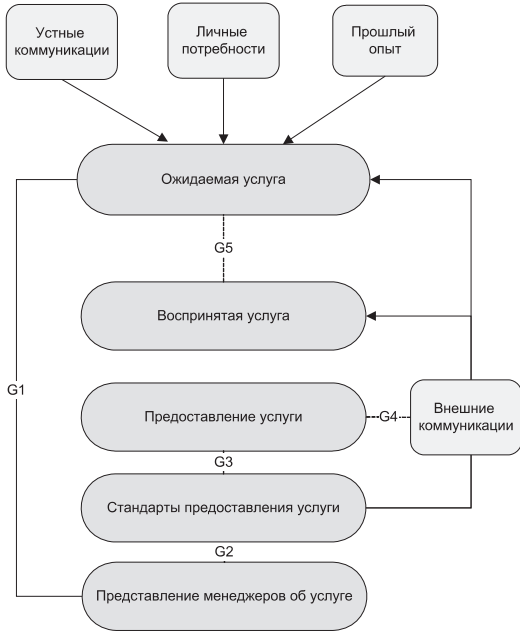 Устные
коммуникации
Личные
потребности
Прошлый
опыт
Ожидаемая услуга
G5
Воспринятая услуга
G1
Предоставление услуги
G4
Внешние
коммуникации
G3
Стандарты предоставления услуги
G2
Представление менеджеров об услуге